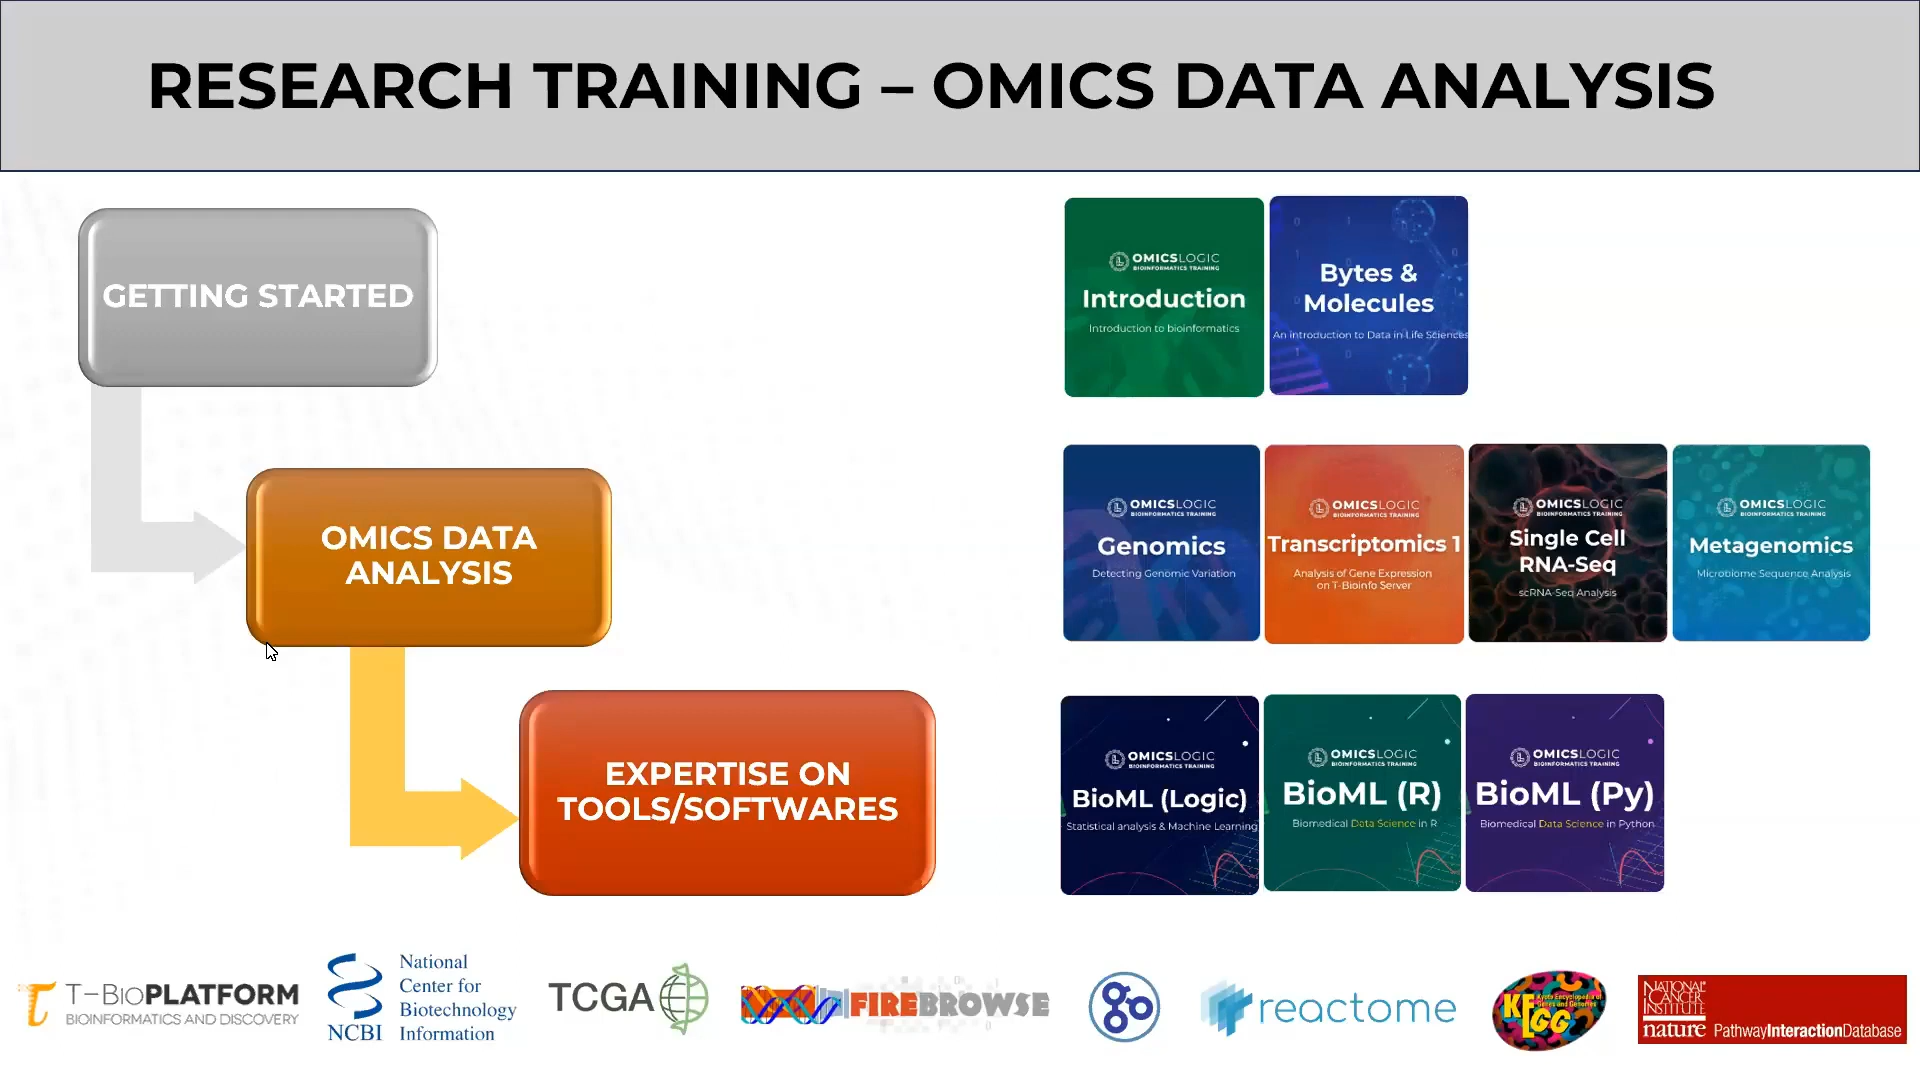 RESEARCH TRAINING – OMICS DATA ANALYSIS
GETTING STARTED
OMICSLOGIC
BIOINFORMATICS TRAINING
Introduction
Introduction to bioinformatics
Bytes &
Molecules
An introduction to Data in Life Sciences
OMICS DATA
ANALYSIS
OMICSLOGIC
BIOINFORMATICS TRAINING
Genomics
Detecting Genomic Variation
OMICSLOGIC
BIOINFORMATICS TRAINING
Transcriptomics 1
Analysis of Gene Expression
on T-Bioinfo Server
OMICSLOGIC
BIOINFORMATICS TRAINING
Single Cell
RNA-Seq
scRNA-Seq Analysis
OMICSLOGIC
BIOINFORMATICS TRAINING
Metagenomics
Microbiome Sequence Analysis
EXPERTISE ON
TOOLS/SOFTWARES
OMICSLOGIC
BIOINFORMATICS TRAINING
BioML (Logic)
Statistical analysis & Machine Learning
OMICSLOGIC
BIOINFORMATICS TRAINING
BioML (R)
Biomedical Data Science in R
OMICSLOGIC
BIOINFORMATICS TRAINING
BioML (Py)
Biomedical Data Science in Python
T-BioPLATFORM
BIOINFORMATICS AND DISCOVERY
NCBI
National
Center for
Biotechnology
Information
TCGA
FIREBROWSE
go
reactome
KEGG
Kyoto Encyclopedia of
Genes and Genomes
NATIONAL
CANCER
INSTITUTE
nature PathwayInteractionDatabase